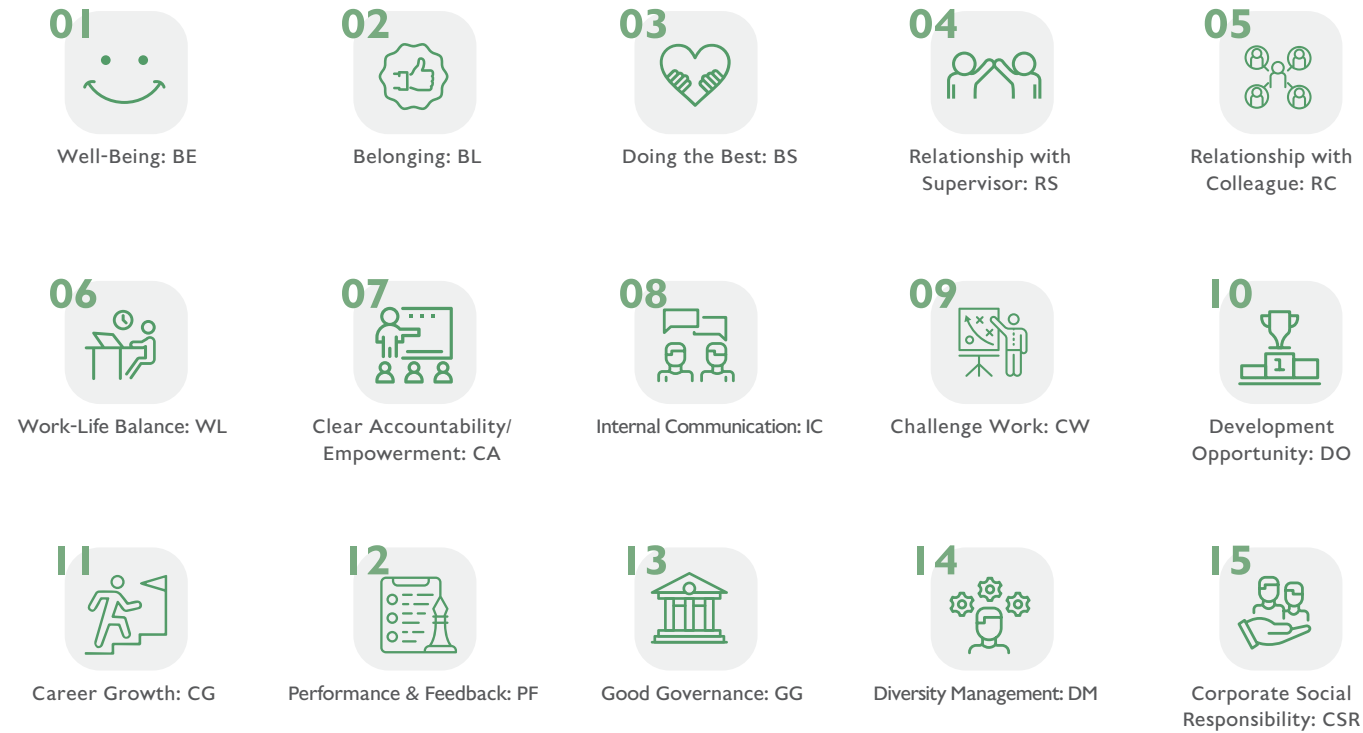 01
Well-Being: BE
02
Belonging: BL
03
Doing the Best: BS
04
Relationship with
Supervisor: RS
05
Relationship with
Colleague: RC
06
Work-Life Balance: WL
07
Clear Accountability/
Empowerment: CA
08
Internal Communication: IC
09
Challenge Work: CW
10
1
Development
Opportunity: DO
11
Career Growth: CG
12
Performance & Feedback: PF
13
Good Governance: GG
14
Diversity Management: DM
15
Corporate Social
Responsibility: CSR